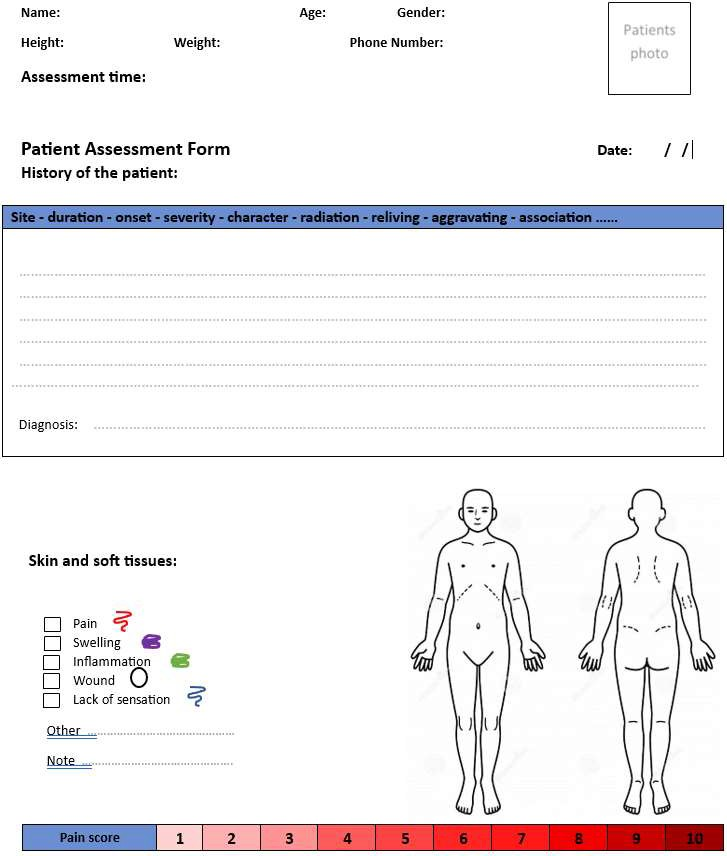 Name: Age: Gender:
Patients
photo
Height: Weight: Phone Number:
Assessment time:
Patient Assessment Form Date: / /
History of the patient:
Site - duration - onset - severity - character - radiation - reliving - aggravating - association ......
Diagnosis:
Skin and soft tissues:
Pain
Swelling
Inflammation
Wound
Lack of sensation
Other
Note
Pain score 1 2 3 4 5 6 7 8 9 10